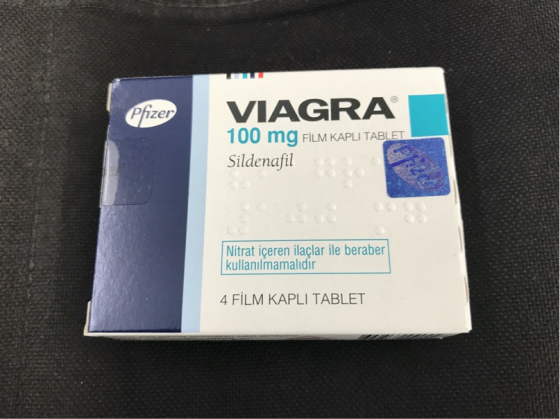 Pfizer
VIAGRA®
100 mg FİLM KAPLI TABLET
Sildenafil
Nitrat içeren ilaçlar ile beraber
kullanılmamalıdır
4 FİLM KAPLI TABLET